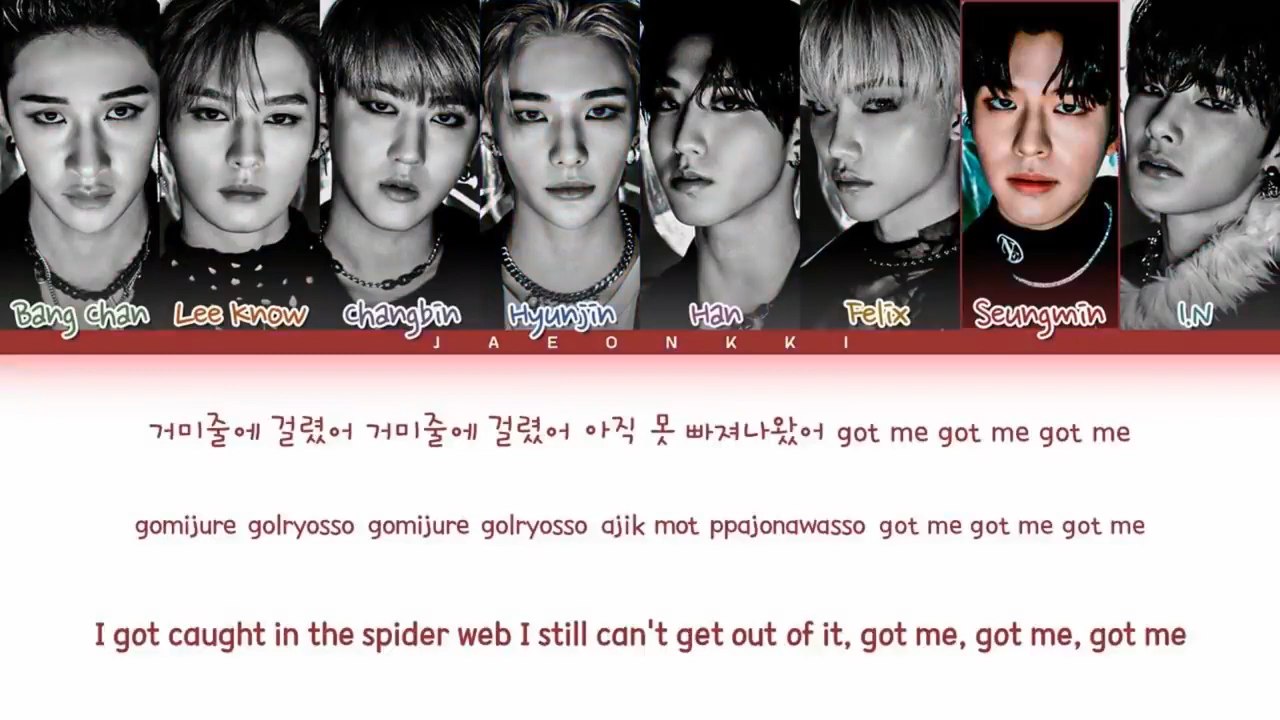 Bang Chan Lee Know Changbin Hyunjin Han Felix Seungmin I.N
J A E O N K K I
거미줄에 걸렸어 거미줄에 걸렸어 아직 못 빠져나왔어 got me got me got me
gomijure golryosso gomijure golryosso ajik mot ppajonawasso got me got me got me
I got caught in the spider web I still can't get out of it, got me, got me, got me